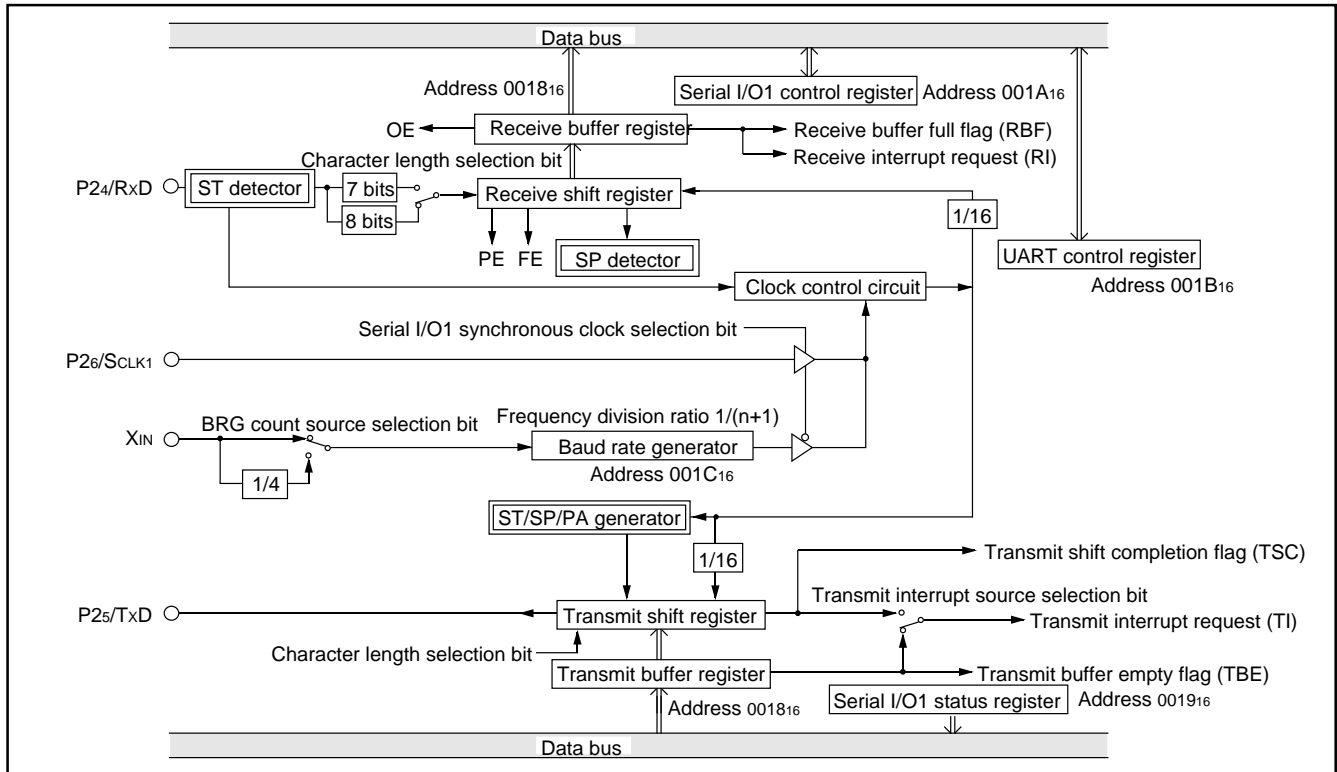 Data bus
Address 0018₁₆
Serial I/O1 control register Address 001A₁₆
OE Receive buffer register Receive buffer full flag (RBF)
Receive interrupt request (RI)
Character length selection bit
P2₄/RxD ST detector 7 bits Receive shift register
8 bits 1/16
PE FE SP detector UART control register
Address 001B₁₆
Clock control circuit
Serial I/O1 synchronous clock selection bit
P2₆/SCLK1
BRG count source selection bit Frequency division ratio 1/(n+1)
XIN Baud rate generator
Address 001C₁₆
1/4
ST/SP/PA generator
1/16 Transmit shift completion flag (TSC)
Transmit interrupt source selection bit
P2₅/TxD Transmit shift register
Transmit interrupt request (TI)
Character length selection bit
Transmit buffer register Transmit buffer empty flag (TBE)
Address 0018₁₆ Serial I/O1 status register Address 0019₁₆
Data bus